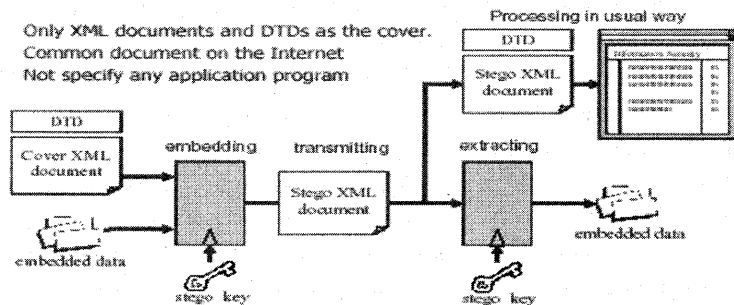 Processing in usual way
Only XML documents and DTDs as the cover.
Common document on the Internet
Not specify any application program
DTD
Stego XML
document
Information Society
DTD
Cover XML
document
embedding
transmitting
extracting
Stego XML
document
embedded data
stego key
stego key
embedded data